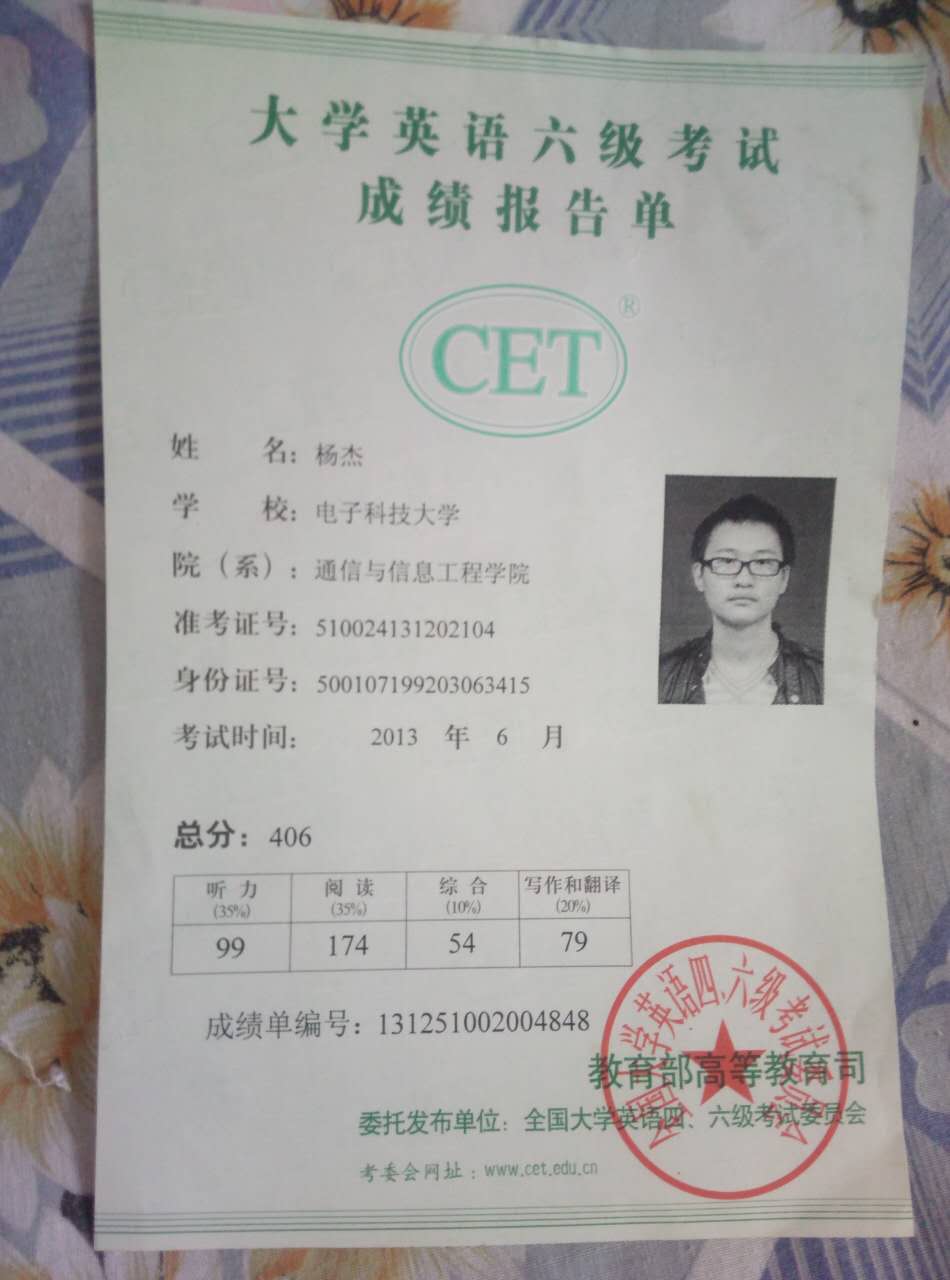 大学英语六级考试
成绩报告单
CET®
姓 名：杨杰
学 校：电子科技大学
院（系）：通信与信息工程学院
准考证号：510024131202104
身份证号：500107199203063415
考试时间： 2013 年 6 月
总分：406
听 力 阅 读 综 合 写作和翻译
(35%) (35%) (10%) (20%)
99 174 54 79
成绩单编号：131251002004848
教育部高等教育司
委托发布单位：全国大学英语四、六级考试委员会
考委会网址：www.cet.edu.cn
全国大学英语四、六级考试委员会